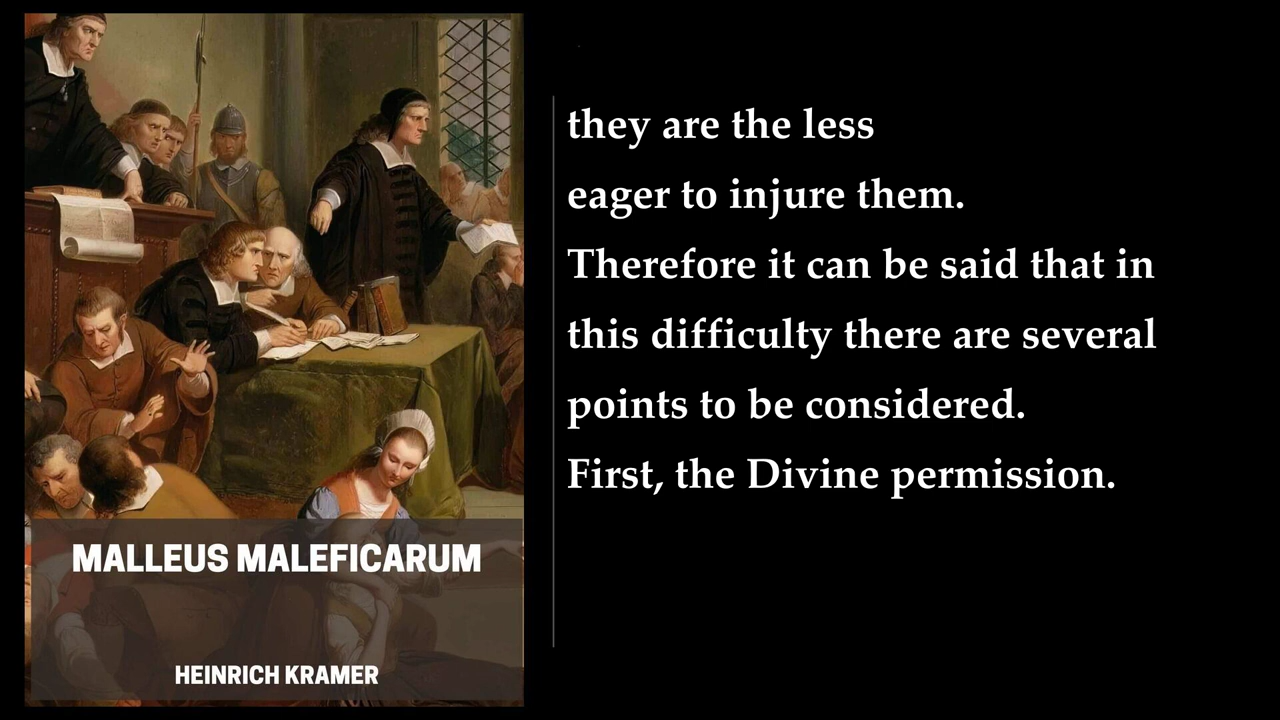 MALLEUS MALEFICARUM
HEINRICH KRAMER
they are the less
eager to injure them.
Therefore it can be said that in
this difficulty there are several
points to be considered.
First, the Divine permission.